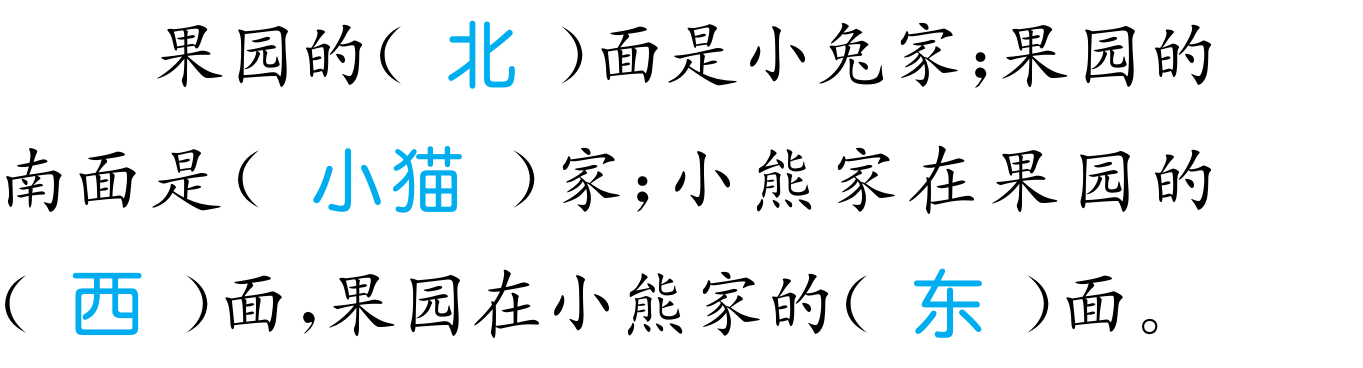 果园的( 北 )面是小兔家;果园的
南面是( 小猫 )家;小熊家在果园的
( 西 )面,果园在小熊家的( 东 )面。